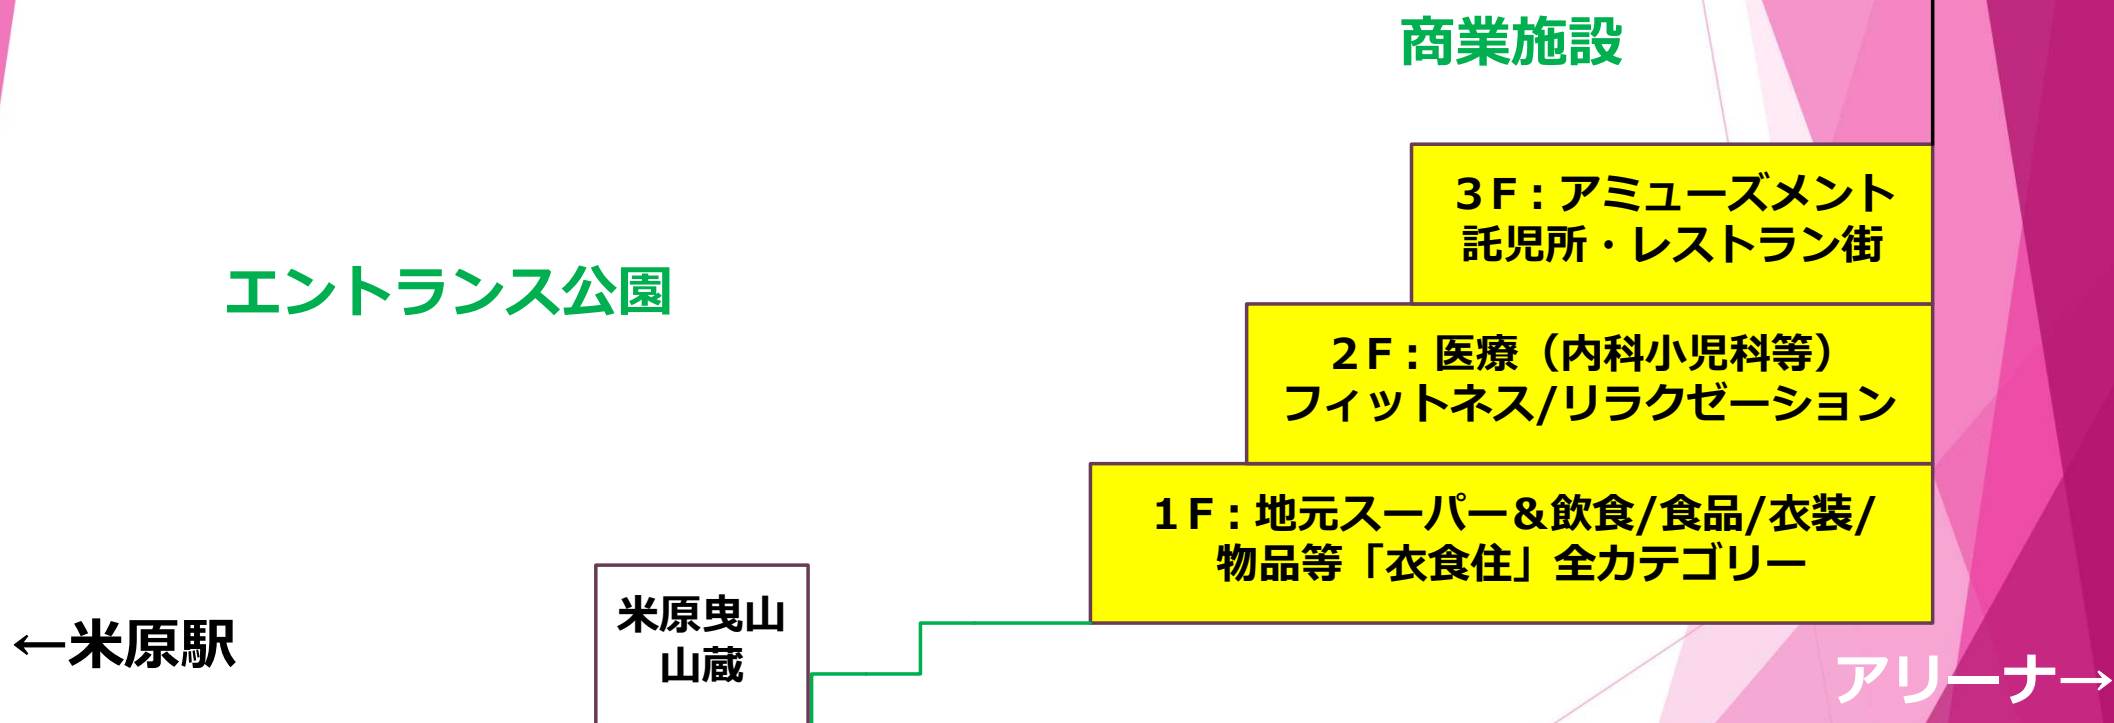 商業施設
３Ｆ：アミューズメント
託児所・レストラン街
エントランス公園
２Ｆ：医療（内科小児科等）
フィットネス/リラクゼーション
１Ｆ：地元スーパー＆飲食/食品/衣装/
物品等「衣食住」全カテゴリー
米原曳山
山蔵
←米原駅
アリーナ→